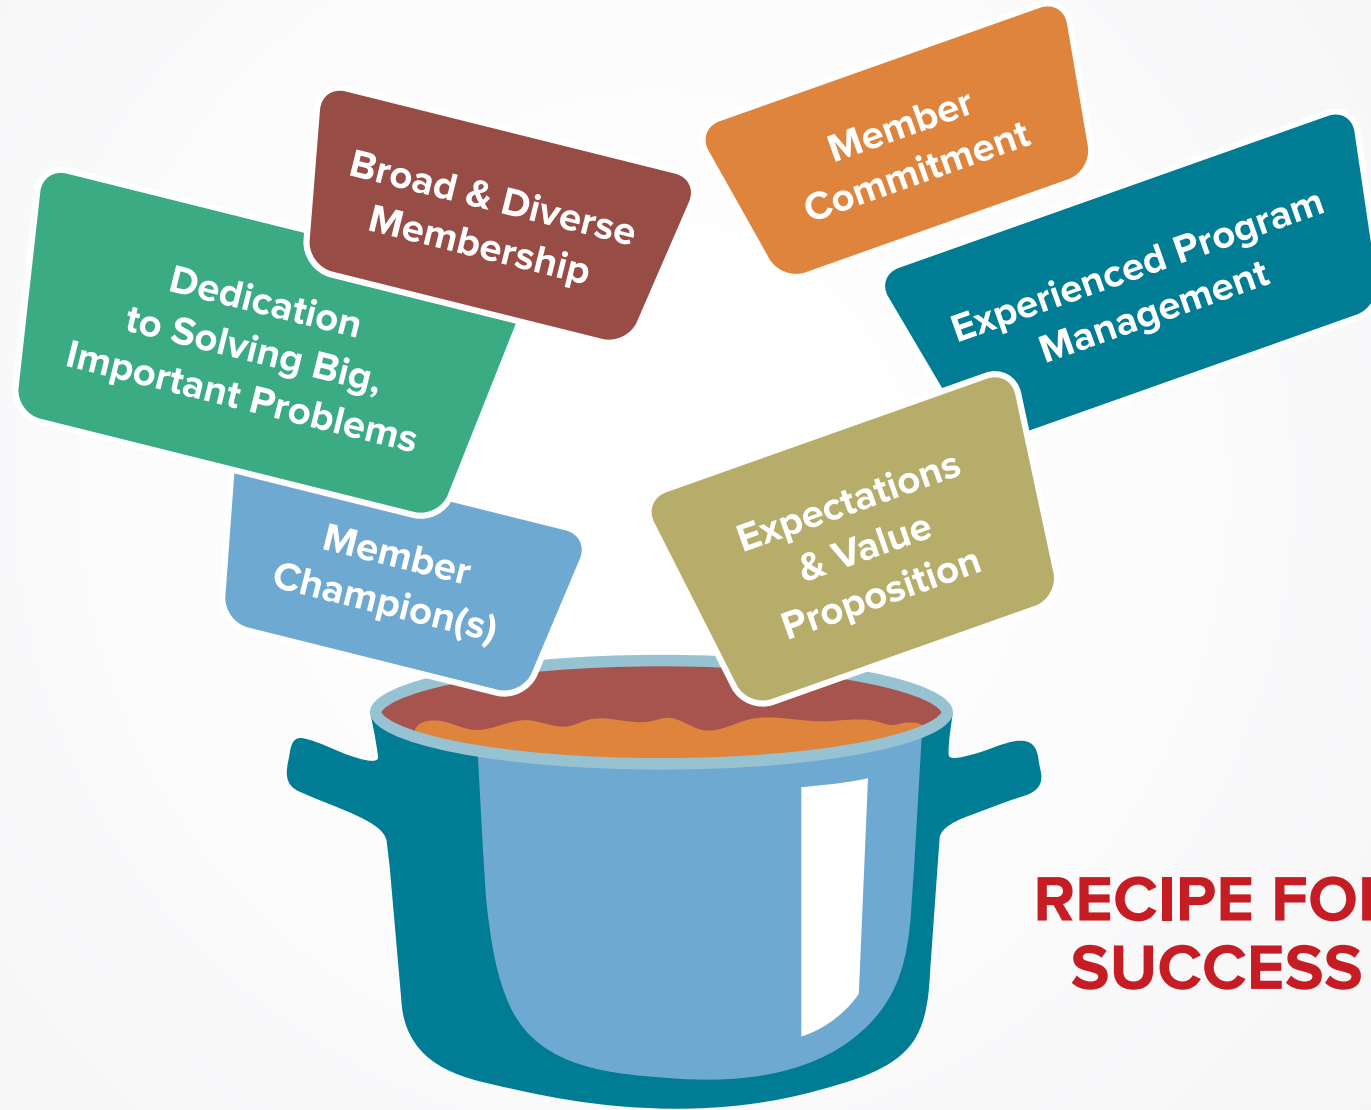 Member
Commitment
Broad & Diverse
Membership
Experienced Program
Management
Dedication
to Solving Big,
Important Problems
Expectations
& Value
Proposition
Member
Champion(s)
RECIPE FOR
SUCCESS